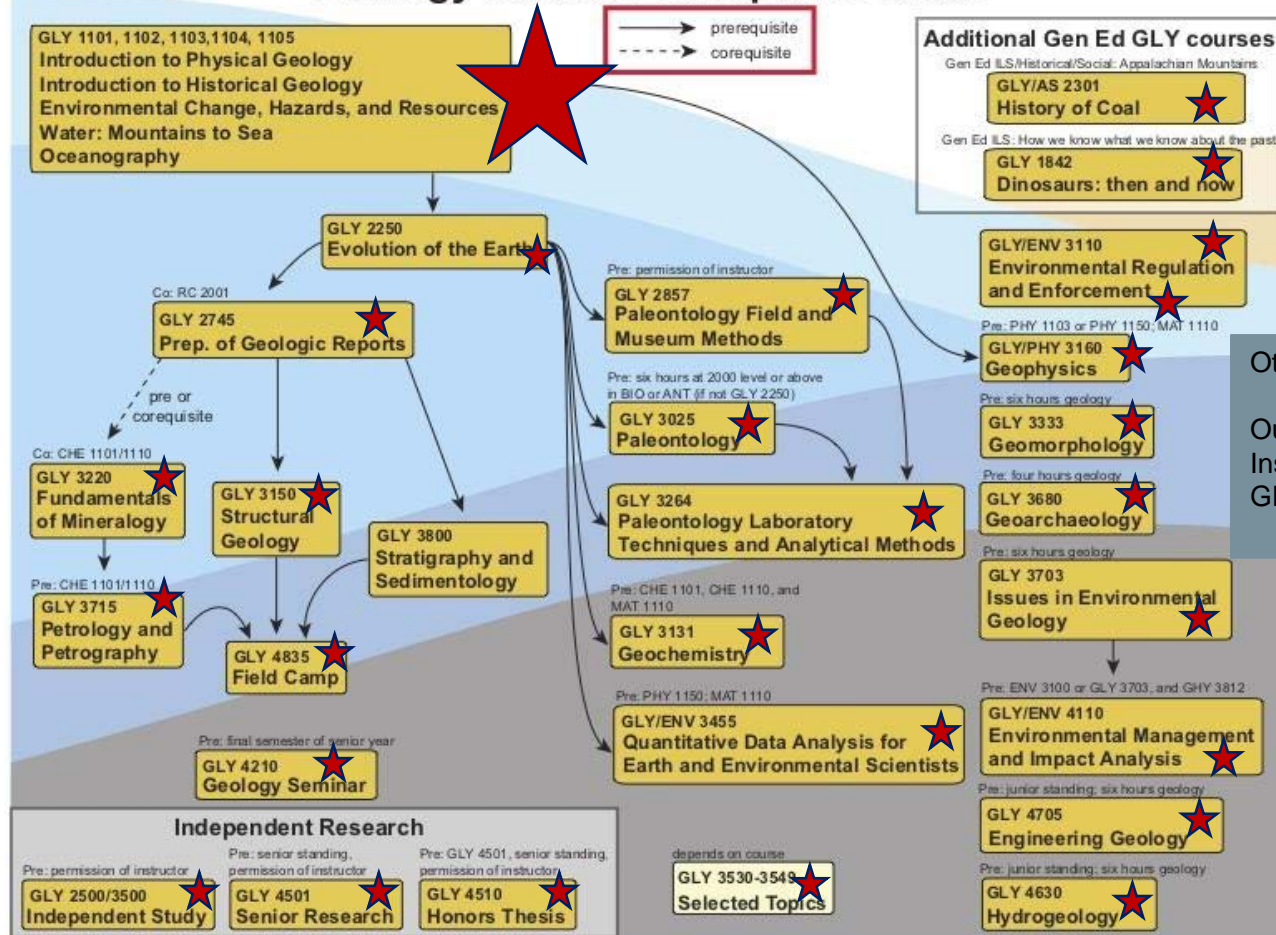 prerequisite
corequisite
GLY 1101, 1102, 1103,1104, 1105
Introduction to Physical Geology
Introduction to Historical Geology
Environmental Change, Hazards, and Resources
Water: Mountains to Sea
Oceanography
Additional Gen Ed GLY courses
Gen Ed ILS/Historical/Social: Appalachian Mountains
GLY/AS 2301
History of Coal
Gen Ed ILS: How we know what we know about the past
GLY 1842
Dinosaurs: then and now
GLY 2250
Evolution of the Earth
Co: RC 2001
GLY 2745
Prep. of Geologic Reports
pre or
corequisite
Co: CHE 1101/1110
GLY 3220
Fundamentals
of Mineralogy
GLY 3150
Structural
Geology
GLY 3800
Stratigraphy and
Sedimentology
Pre: CHE 1101/1110
GLY 3715
Petrology and
Petrography
GLY 4835
Field Camp
Pre: final semester of senior year
GLY 4210
Geology Seminar
Pre: permission of instructor
GLY 2857
Paleontology Field and
Museum Methods
Pre: six hours at 2000 level or above
in BIO or ANT (if not GLY 2250)
GLY 3025
Paleontology
GLY 3264
Paleontology Laboratory
Techniques and Analytical Methods
Pre: CHE 1101, CHE 1110, and
MAT 1110
GLY 3131
Geochemistry
Pre: PHY 1150; MAT 1110
GLY/ENV 3455
Quantitative Data Analysis for
Earth and Environmental Scientists
GLY/ENV 3110
Environmental Regulation
and Enforcement
Pre: PHY 1103 or PHY 1150; MAT 1110
GLY/PHY 3160
Geophysics
Pre: six hours geology
GLY 3333
Geomorphology
Pre: four hours geology
GLY 3680
Geoarchaeology
Pre: six hours geology
GLY 3703
Issues in Environmental
Geology
Pre: ENV 3100 or GLY 3703, and GHY 3812
GLY/ENV 4110
Environmental Management
and Impact Analysis
Pre: junior standing; six hours geology
GLY 4705
Engineering Geology
Pre: junior standing; six hours geology
GLY 4630
Hydrogeology
Independent Research
Pre: permission of instructor
GLY 2500/3500
Independent Study
Pre: senior standing,
permission of instructor
GLY 4501
Senior Research
Pre: GLY 4501, senior standing,
permission of instructor
GLY 4510
Honors Thesis
depends on course
GLY 3530-3549
Selected Topics